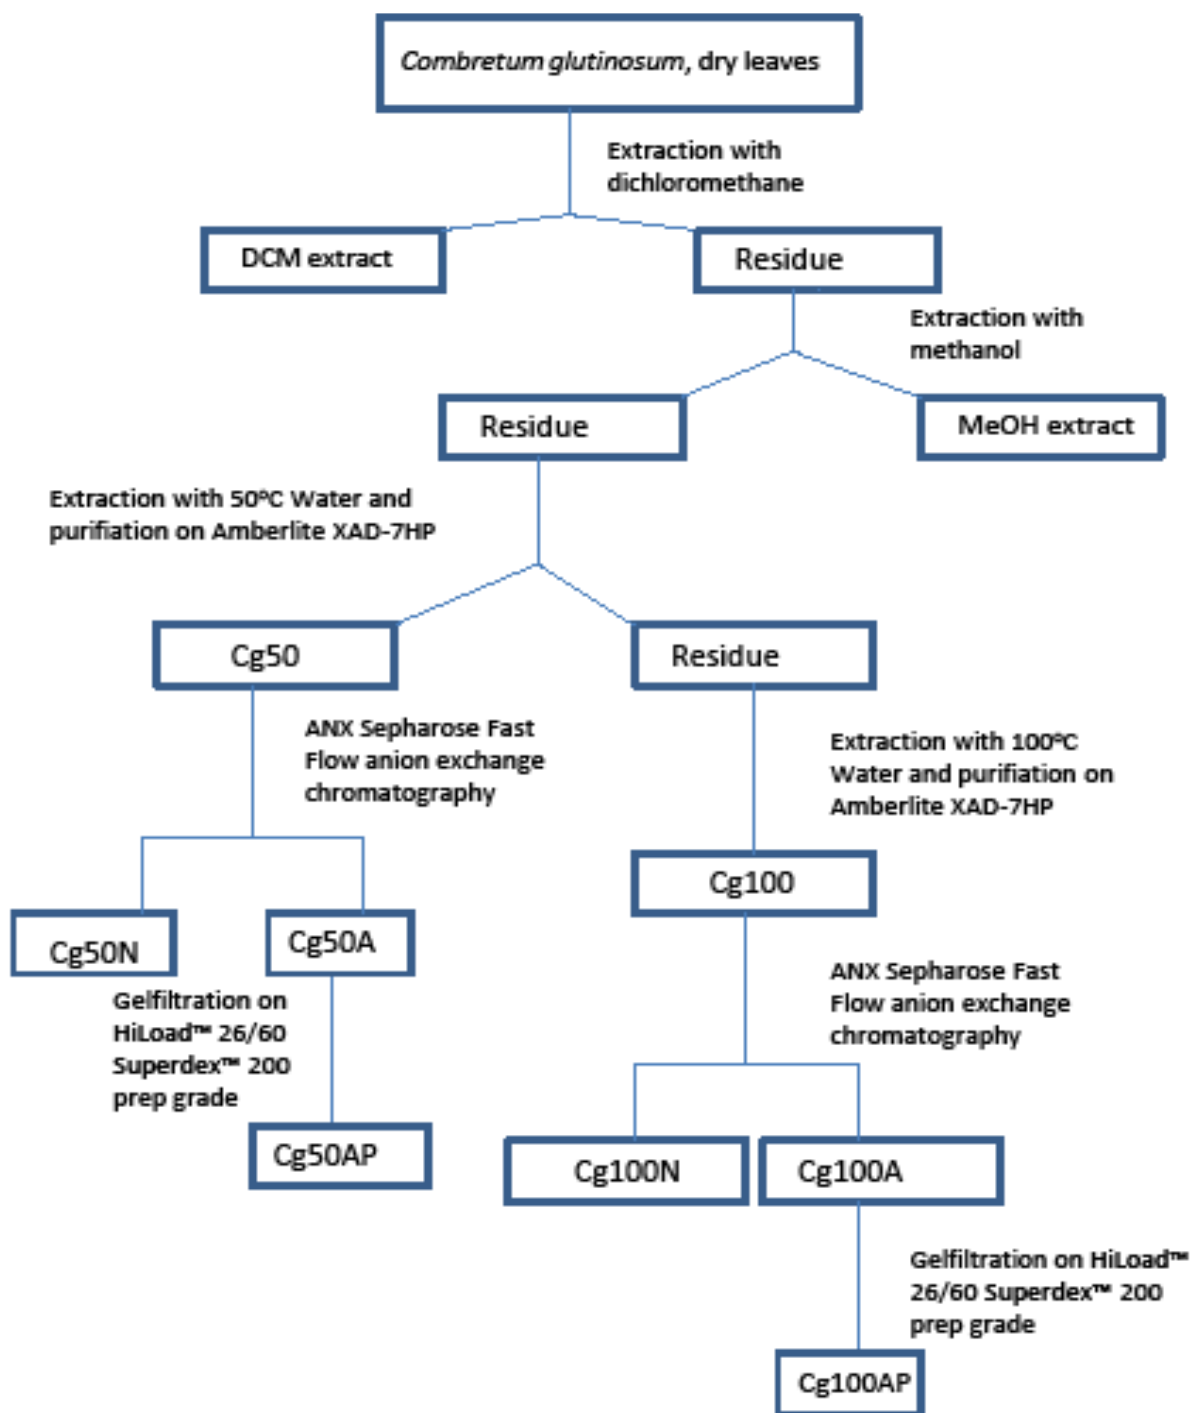 Combretum glutinosum, dry leaves
Extraction with
dichloromethane
DCM extract
Residue
Extraction with
methanol
Residue
MeOH extract
Extraction with 50°C Water and
purifiation on Amberlite XAD-7HP
Cg50
Residue
ANX Sepharose Fast
Flow anion exchange
chromatography
Extraction with 100°C
Water and purifiation on
Amberlite XAD-7HP
Cg100
Cg50N
Cg50A
Gelfiltration on
HiLoad™ 26/60
Superdex™ 200
prep grade
ANX Sepharose Fast
Flow anion exchange
chromatography
Cg50AP
Cg100N
Cg100A
Gelfiltration on HiLoad™
26/60 Superdex™ 200
prep grade
Cg100AP